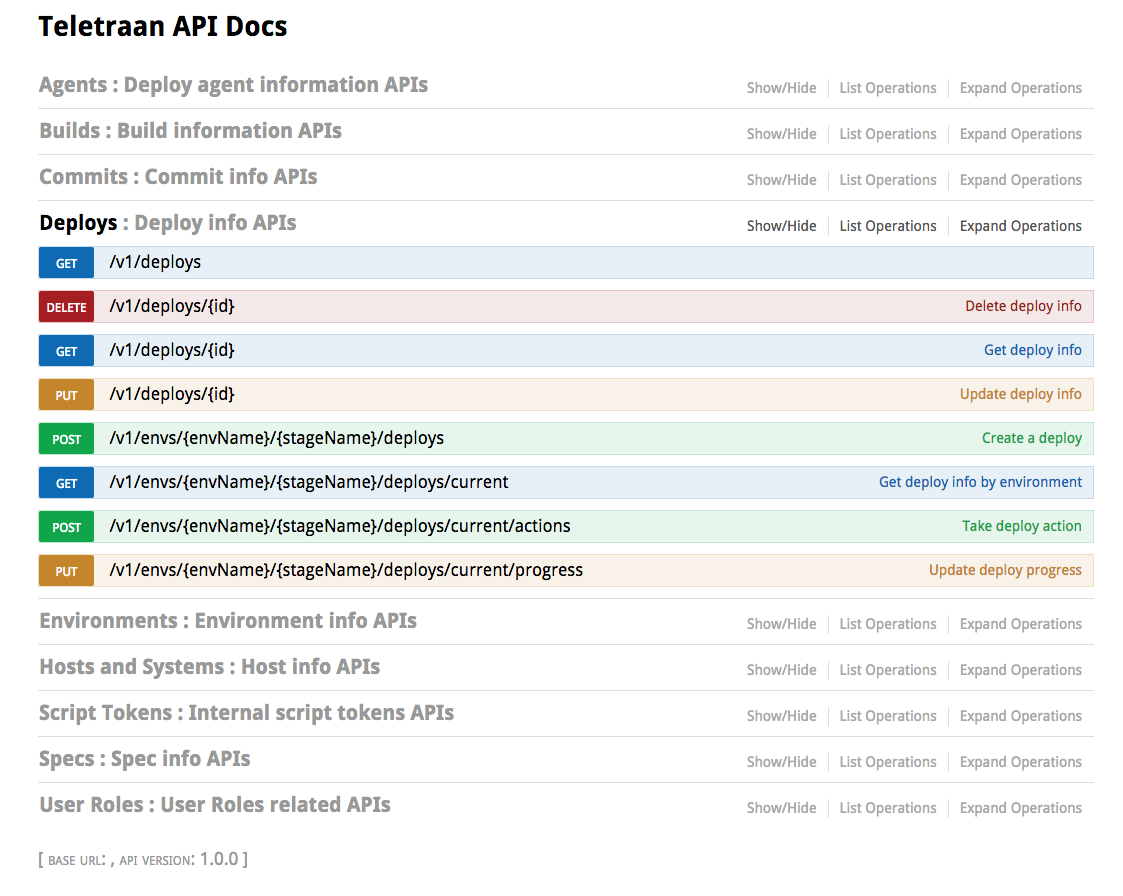 Teletraan API Docs
Agents : Deploy agent information APIs Show/Hide List Operations Expand Operations
Builds : Build information APIs Show/Hide List Operations Expand Operations
Commits : Commit info APIs Show/Hide List Operations Expand Operations
Deploys : Deploy info APIs Show/Hide List Operations Expand Operations
GET /v1/deploys
DELETE /v1/deploys/{id} Delete deploy info
GET /v1/deploys/{id} Get deploy info
PUT /v1/deploys/{id} Update deploy info
POST /v1/envs/{envName}/{stageName}/deploys Create a deploy
GET /v1/envs/{envName}/{stageName}/deploys/current Get deploy info by environment
POST /v1/envs/{envName}/{stageName}/deploys/current/actions Take deploy action
PUT /v1/envs/{envName}/{stageName}/deploys/current/progress Update deploy progress
Environments : Environment info APIs Show/Hide List Operations Expand Operations
Hosts and Systems : Host info APIs Show/Hide List Operations Expand Operations
Script Tokens : Internal script tokens APIs Show/Hide List Operations Expand Operations
Specs : Spec info APIs Show/Hide List Operations Expand Operations
User Roles : User Roles related APIs Show/Hide List Operations Expand Operations
[ BASE URL: , API VERSION: 1.0.0 ]